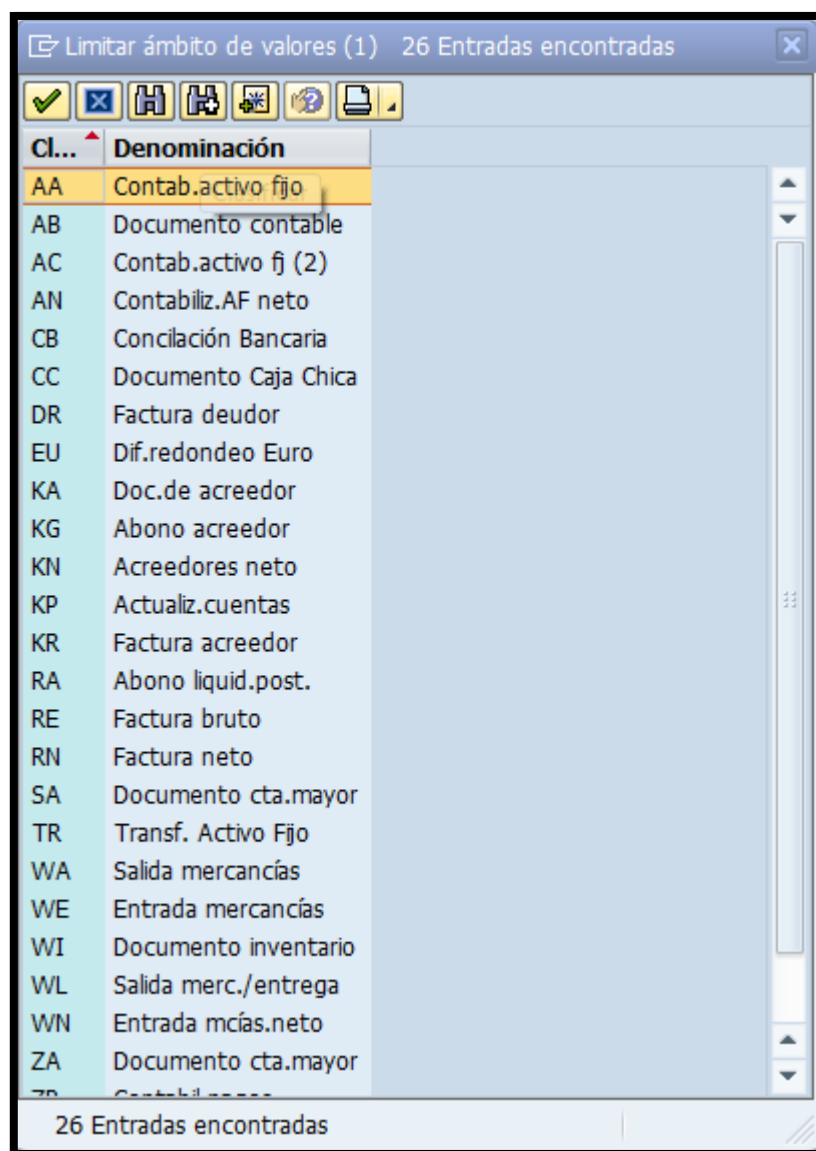 Limitar ámbito de valores (1) 26 Entradas encontradas
Cl... Denominación
AA Contab.activo fijo
AB Documento contable
AC Contab.activo fj (2)
AN Contabiliz.AF neto
CB Concilación Bancaria
CC Documento Caja Chica
DR Factura deudor
EU Dif.redondeo Euro
KA Doc.de acreedor
KG Abono acreedor
KN Acreedores neto
KP Actualiz.cuentas
KR Factura acreedor
RA Abono liquid.post.
RE Factura bruto
RN Factura neto
SA Documento cta.mayor
TR Transf. Activo Fijo
WA Salida mercancías
WE Entrada mercancías
WI Documento inventario
WL Salida merc./entrega
WN Entrada mcías.neto
ZA Documento cta.mayor
26 Entradas encontradas